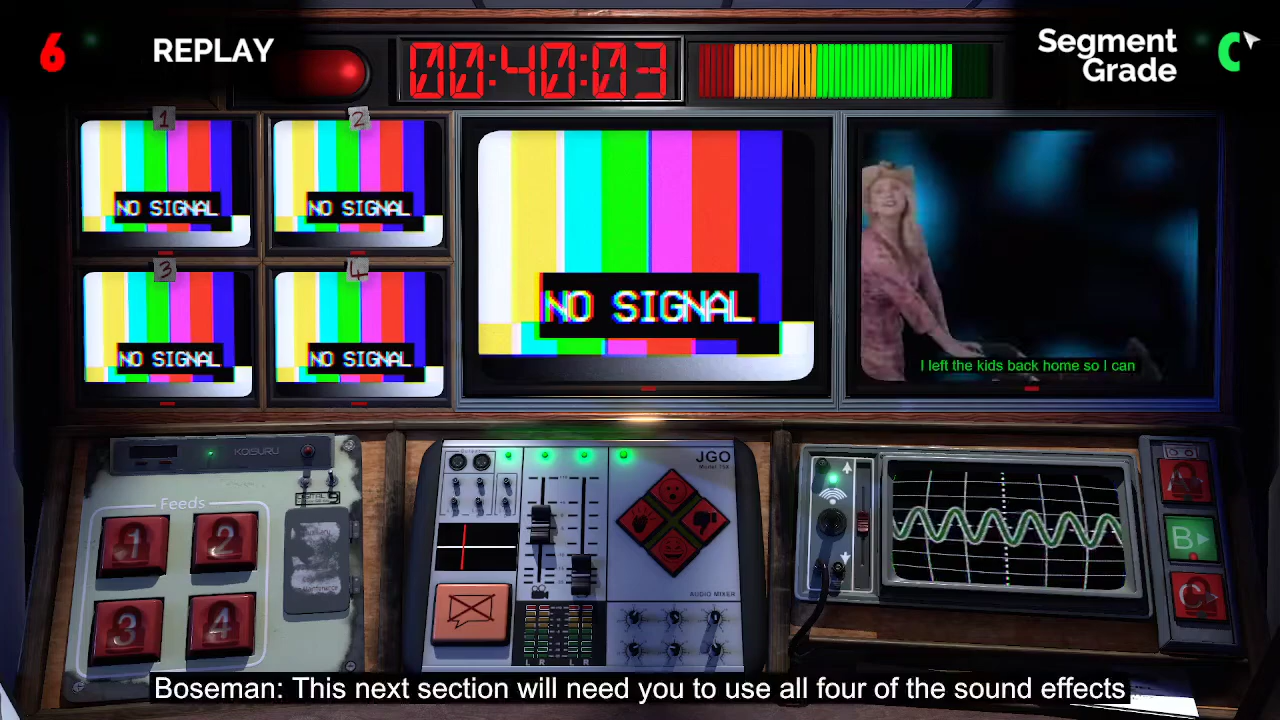 6
REPLAY
00:40:03
Segment
Grade
C
1
2
NO SIGNAL
NO SIGNAL
3
4
NO SIGNAL
NO SIGNAL
NO SIGNAL
I left the kids back home so I can
KOISURU
Feeds
1
2
3
4
JGO
AUDIO MIXER
L R L R
A
B
C
Boseman: This next section will need you to use all four of the sound effects